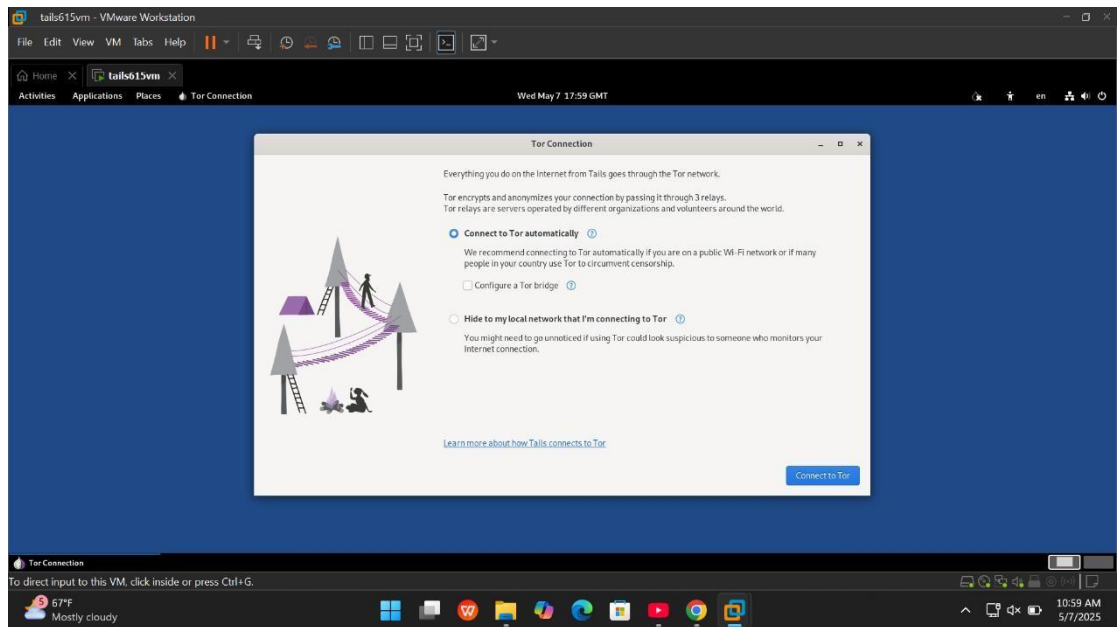 tails615vm - VMware Workstation
File Edit View VM Tabs Help
Home
tails615vm
Activities Applications Places Tor Connection
Wed May 7 17:59 GMT
en
Tor Connection
Everything you do on the Internet from Tails goes through the Tor network.
Tor encrypts and anonymizes your connection by passing it through 3 relays.
Tor relays are servers operated by different organizations and volunteers around the world.
Connect to Tor automatically
We recommend connecting to Tor automatically if you are on a public Wi-Fi network or if many
people in your country use Tor to circumvent censorship.
Configure a Tor bridge
Hide to my local network that I'm connecting to Tor
You might need to go unnoticed if using Tor could look suspicious to someone who monitors your
Internet connection.
Learn more about how Tails connects to Tor
Connect to Tor
Tor Connection
To direct input to this VM, click inside or press Ctrl+G.
5
67°F
Mostly cloudy
10:59 AM
5/7/2025